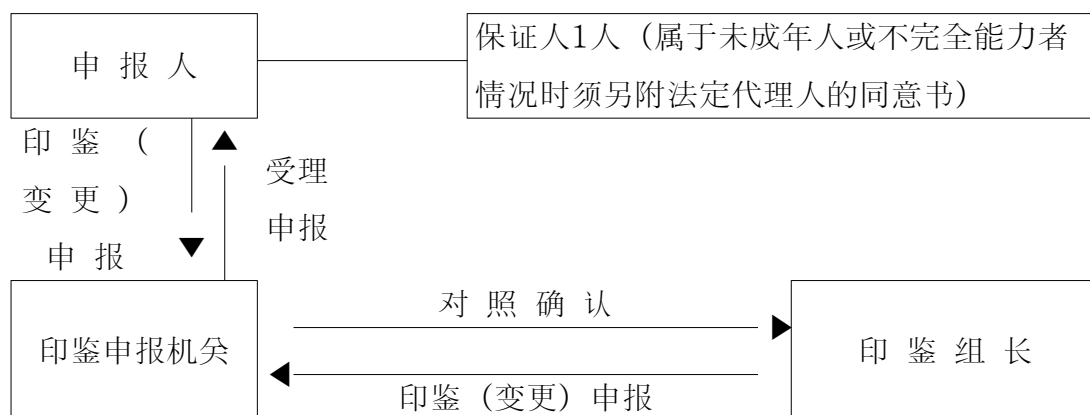 申报人
保证人1人（属于未成年人或不完全能力者
情况时须另附法定代理人的同意书）
印鉴（
变更）
申报
受理
申报
印鉴申报机关
对照确认
印鉴（变更）申报
印鉴组长